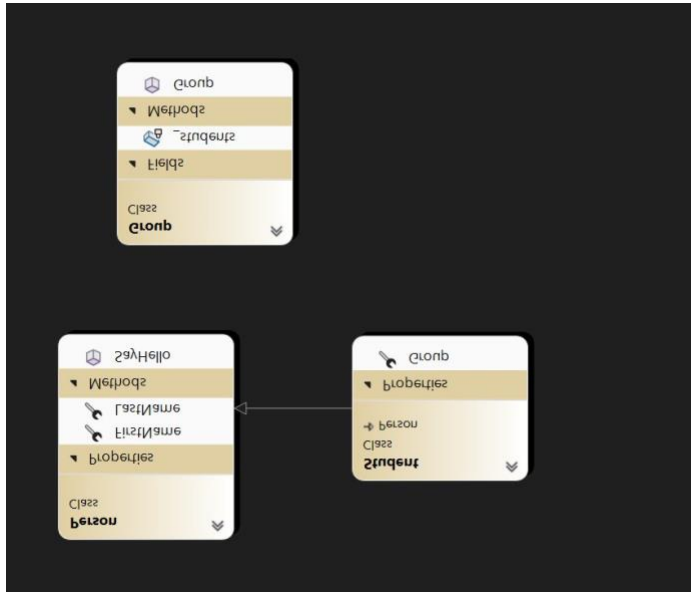 Person
Class
Properties
FirstName
LastName
Methods
SayHello
Student
Class
Person
Properties
Group
Group
Class
Fields
_students
Methods
Group